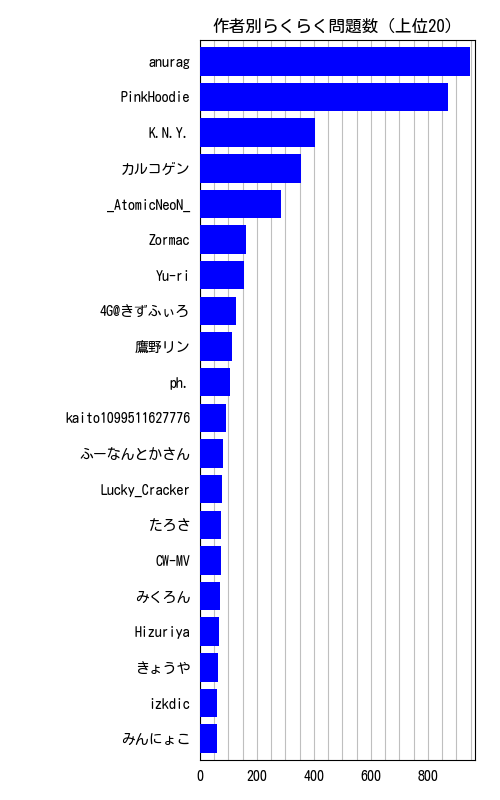 作者別らくらく問題数（上位20）
anurag
PinkHoodie
K.N.Y.
カルコゲン
_AtomicNeoN_
Zormac
Yu-ri
4G@きずふぃろ
鷹野リン
ph.
kaito1099511627776
ふーなんとかさん
Lucky_Cracker
たろさ
CW-MV
みくろん
Hizuriya
きょうや
izkdic
みんにょこ
0 200 400 600 800